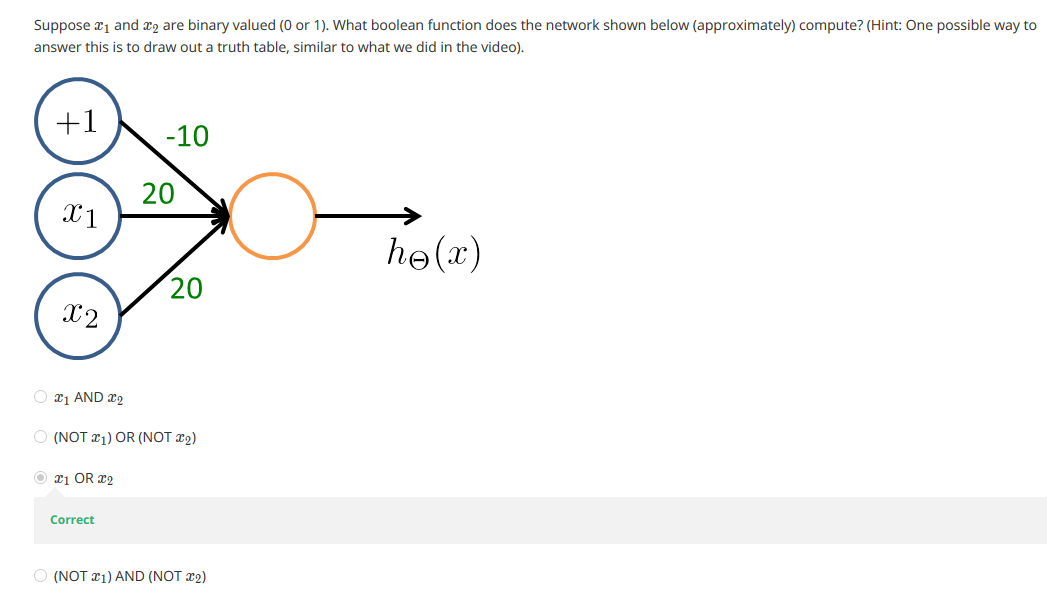 Suppose x₁ and x₂ are binary valued (0 or 1). What boolean function does the network shown below (approximately) compute? (Hint: One possible way to
answer this is to draw out a truth table, similar to what we did in the video).
+1
-10
20
x₁
h_Θ(x)
20
x₂
x₁ AND x₂
(NOT x₁) OR (NOT x₂)
x₁ OR x₂
Correct
(NOT x₁) AND (NOT x₂)